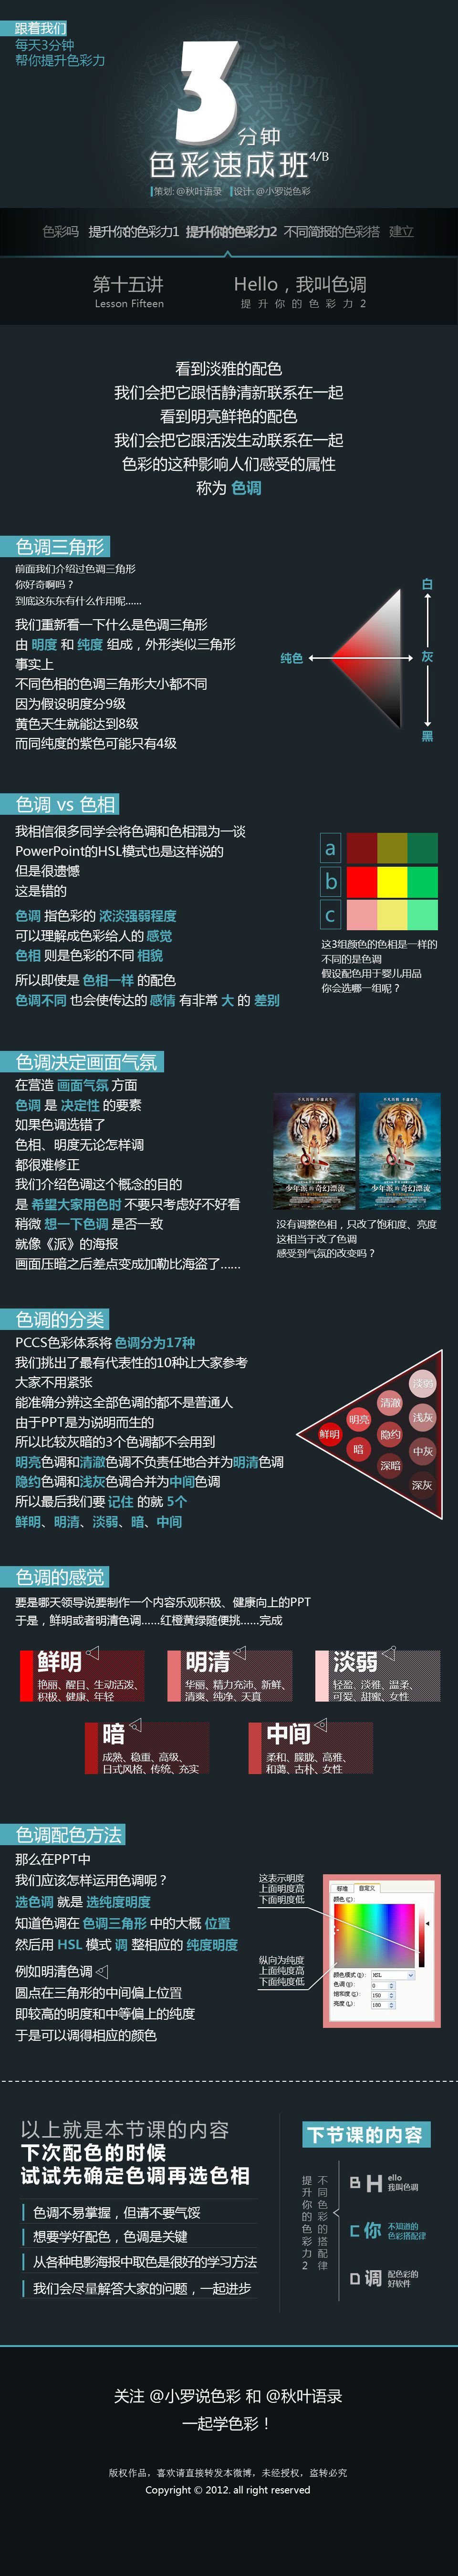 跟着我们
每天3分钟
帮你提升色彩力
3
分钟
色彩速成班4/B
策划: @秋叶语录 设计: @小罗说色彩
色彩吗 提升你的色彩力1 提升你的色彩力2 不同简报的色彩搭 建立
第十五讲
Lesson Fifteen
Hello，我叫色调
提升你的色彩力2
看到淡雅的配色
我们会把它跟恬静清新联系在一起
看到明亮鲜艳的配色
我们会把它跟活泼生动联系在一起
色彩的这种影响人们感受的属性
称为 色调
色调三角形
前面我们介绍过色调三角形
你好奇啊吗？
到底这东东有什么作用呢......
我们重新看一下什么是色调三角形
由 明度 和 纯度 组成，外形类似三角形
事实上
不同色相的色调三角形大小都不同
因为假设明度分9级
黄色天生就能达到8级
而同纯度的紫色可能只有4级
白
纯色
灰
黑
色调 vs 色相
我相信很多同学会将色调和色相混为一谈
PowerPoint的HSL模式也是这样说的
但是很遗憾
这是错的
色调 指色彩的 浓淡强弱程度
可以理解成色彩给人的 感觉
色相 则是色彩的不同 相貌
所以即使是 色相一样 的配色
色调不同 也会使传达的 感情 有非常 大 的 差别
a
b
c
这3组颜色的色相是一样的
不同的是色调
假设配色用于婴儿用品
你会选哪一组呢？
色调决定画面气氛
在营造 画面气氛 方面
色调 是 决定性 的要素
如果色调选错了
色相、明度无论怎样调
都很难修正
我们介绍色调这个概念的目的
是 希望大家用色时 不要只考虑好不好看
稍微 想一下色调 是否一致
就像《派》的海报
画面压暗之后差点变成加勒比海盗了......
少年派的奇幻漂流
少年派的奇幻漂流
没有调整色相，只改了饱和度、亮度
这相当于改了色调
感受到气氛的改变吗？
色调的分类
PCCS色彩体系将 色调分为17种
我们挑出了最有代表性的10种让大家参考
大家不用紧张
能准确分辨这全部色调的都不是普通人
由于PPT是为说明而生的
所以比较灰暗的3个色调都不会用到
明亮色调和清澈色调不负责任地合并为明清色调
隐约色调和浅灰色调合并为中间色调
所以最后我们要 记住 的就 5个
鲜明、明清、淡弱、暗、中间
淡弱
清澈
明亮
浅灰
鲜明
隐约
暗
中灰
深暗
深灰
色调的感觉
要是哪天领导说要制作一个内容乐观积极、健康向上的PPT
于是，鲜明或者明清色调......红橙黄绿随便挑......完成
鲜明
艳丽、醒目、生动活泼、
积极、健康、年轻
明清
华丽、精力充沛、新鲜、
清爽、纯净、天真
淡弱
轻盈、淡雅、温柔、
可爱、甜蜜、女性
暗
成熟、稳重、高级、
日式风格、传统、充实
中间
柔和、朦胧、高雅、
和蔼、古朴、女性
色调配色方法
那么在PPT中
我们应该怎样运用色调呢？
选色调 就是 选纯度明度
知道色调在 色调三角形 中的大概 位置
然后用 HSL 模式 调 整相应的 纯度明度
例如明清色调
圆点在三角形的中间偏上位置
即较高的明度和中等偏上的纯度
于是可以调得相应的颜色
这表示明度
上面明度高
下面明度低
纵向为纯度
上面纯度高
下面纯度低
标准 自定义
颜色(C):
颜色模式(D): HSL
色调(E): 0
饱和度(S): 150
亮度(L): 180
以上就是本节课的内容
下次配色的时候
试试先确定色调再选色相
色调不易掌握，但请不要气馁
想要学好配色，色调是关键
从各种电影海报中取色是很好的学习方法
我们会尽量解答大家的问题，一起进步
下节课的内容
提升你的色彩力2
不同色彩的搭配律
B H ello
我叫色调
C 你 不知道的
色彩搭配律
D 调 配色彩的
好软件
关注 @小罗说色彩 和 @秋叶语录
一起学色彩！
版权作品，喜欢请直接转发本微博，未经授权，盗转必究
Copyright © 2012. all right reserved